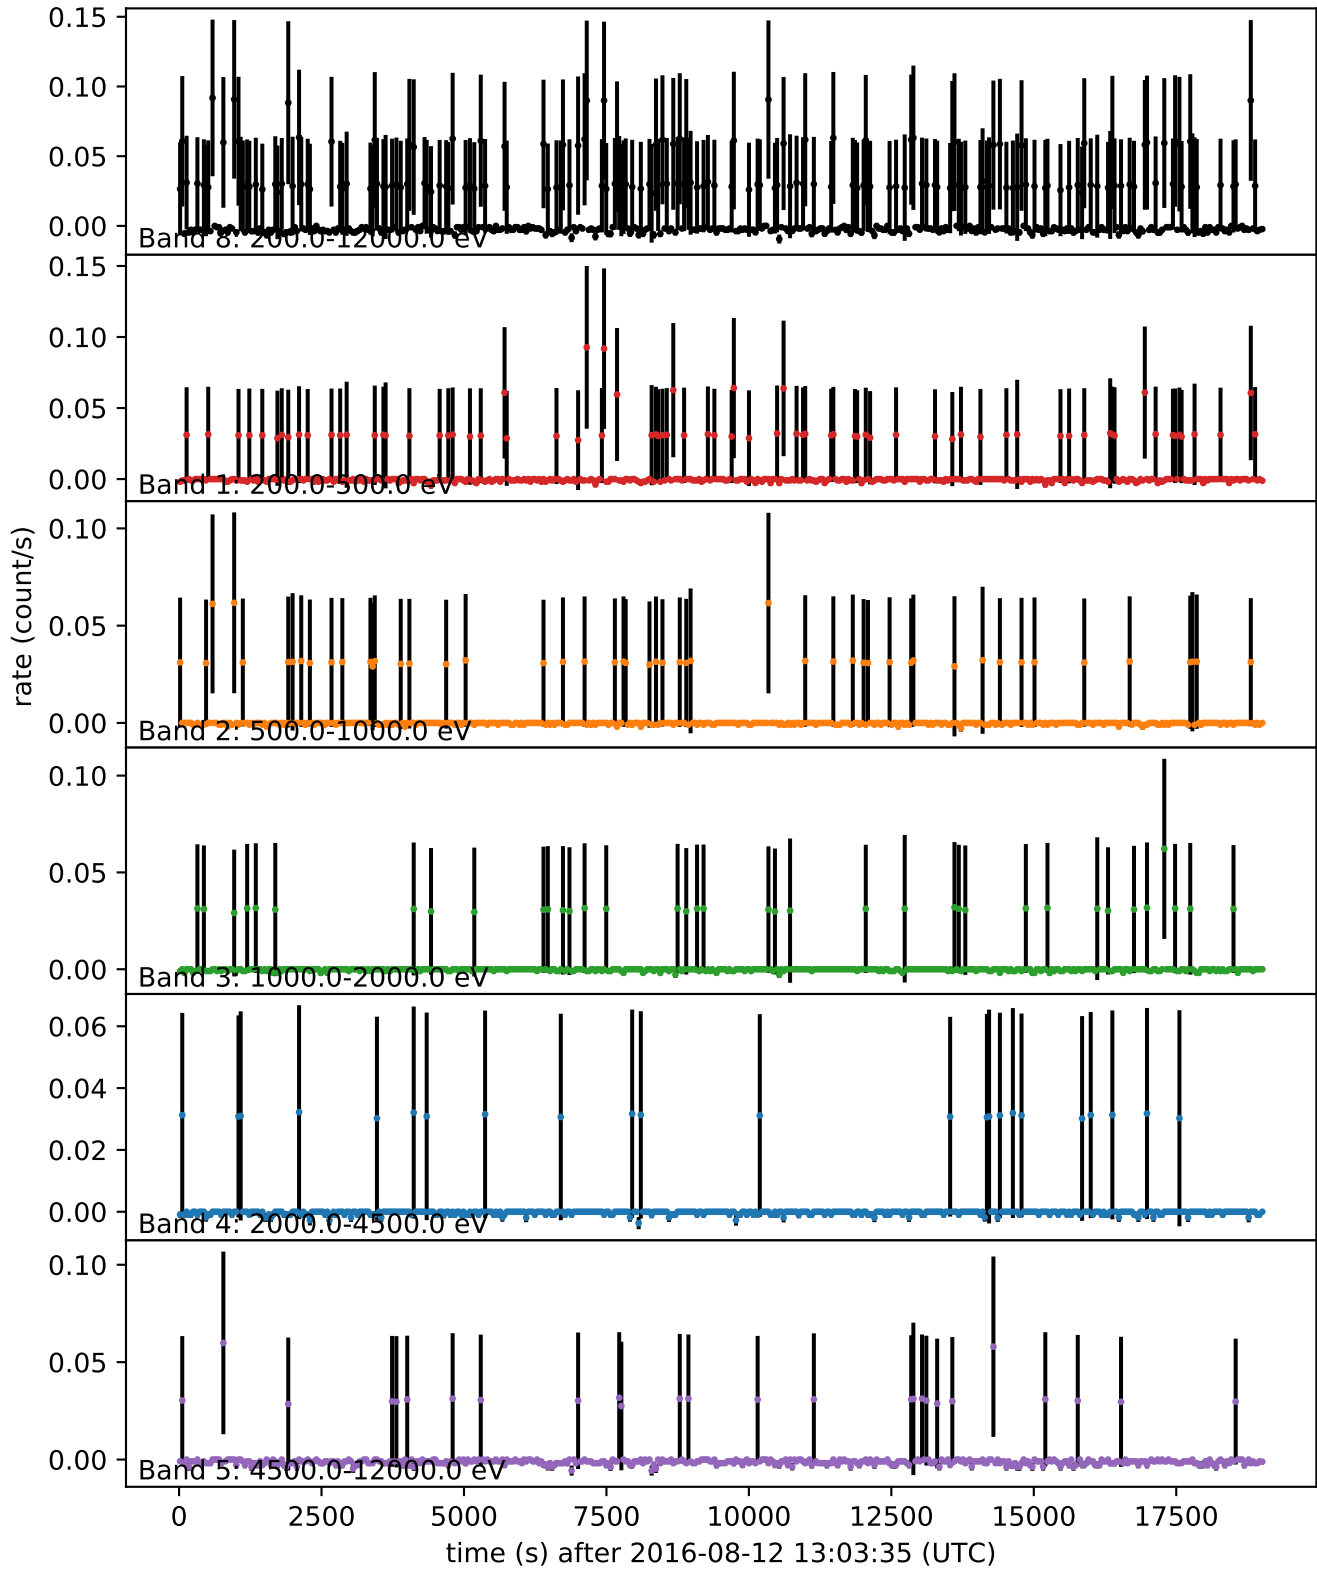 0.15
0.10
0.05
0.00
Band 8: 200.0-12000.0 eV
0.15
0.10
0.05
0.00
Band 1: 200.0-500.0 eV
0.10
0.05
0.00
Band 2: 500.0-1000.0 eV
rate (count/s)
0.10
0.05
0.00
Band 3: 1000.0-2000.0 eV
0.06
0.04
0.02
0.00
Band 4: 2000.0-4500.0 eV
0.10
0.05
0.00
Band 5: 4500.0-12000.0 eV
0 2500 5000 7500 10000 12500 15000 17500
time (s) after 2016-08-12 13:03:35 (UTC)